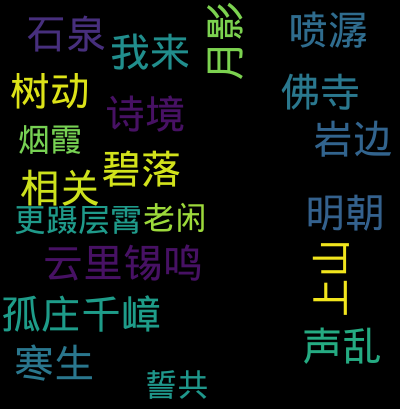 石泉
我来
月影
喷潺
树动
诗境
佛寺
烟霞
岩边
碧落
相关
更蹑层霄
老闲
明朝
云里锡鸣
上山
孤庄千嶂
声乱
寒生
誓共